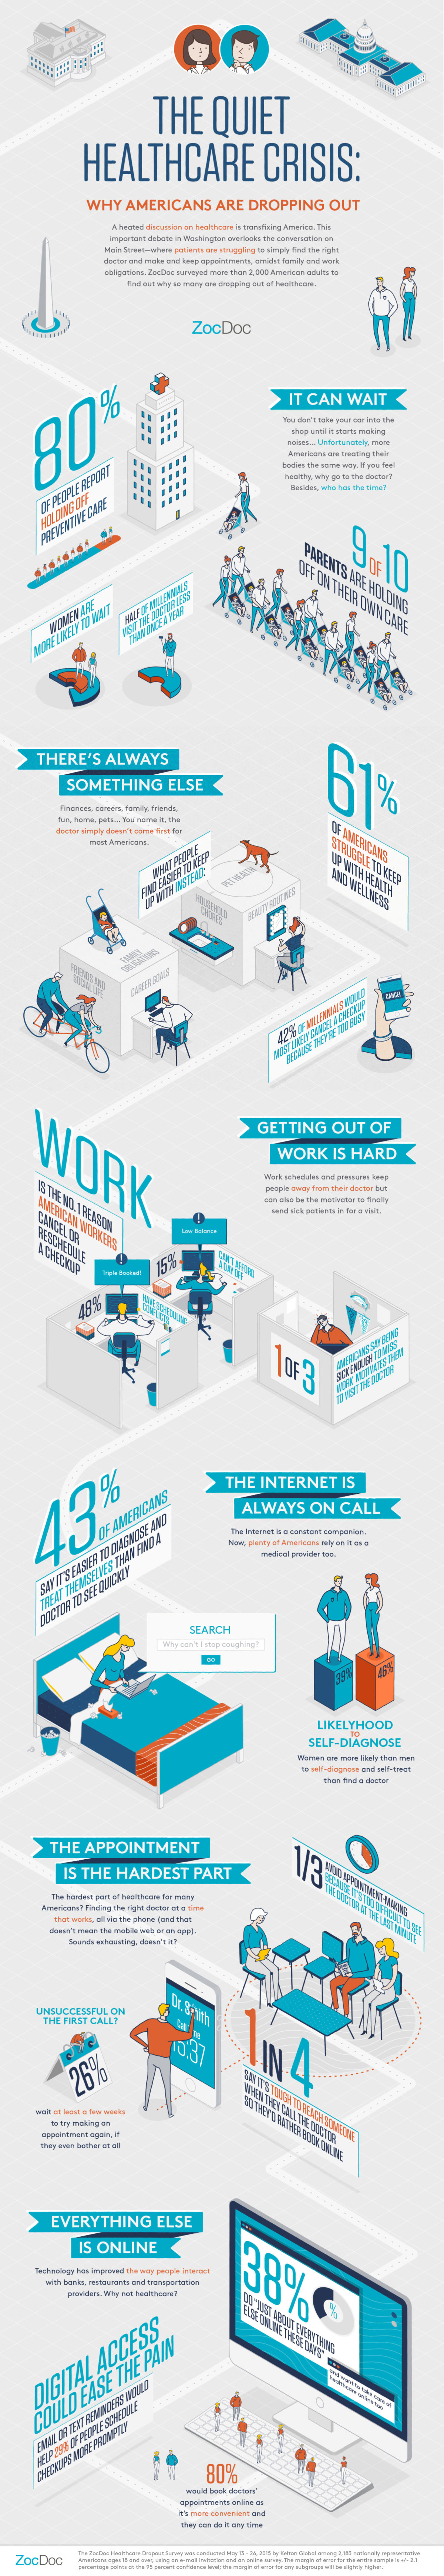 THE QUIET
HEALTHCARE CRISIS:
WHY AMERICANS ARE DROPPING OUT
A heated discussion on healthcare is transfixing America. This
important debate in Washington overlooks the conversation on
Main Street—where patients are struggling to simply find the right
doctor and make and keep appointments, amidst family and work
obligations. ZocDoc surveyed more than 2,000 American adults to
find out why so many are dropping out of healthcare.
ZocDoc
80%
OF PEOPLE REPORT
HOLDING OFF
PREVENTIVE CARE
IT CAN WAIT
You don't take your car into the
shop until it starts making
noises... Unfortunately, more
Americans are treating their
bodies the same way. If you feel
healthy, why go to the doctor?
Besides, who has the time?
9 OF 10
PARENTS ARE HOLDING
OFF ON THEIR OWN CARE
WOMEN ARE
MORE LIKELY TO WAIT
HALF OF MILLENNIALS
VISIT THE DOCTOR LESS
THAN ONCE A YEAR
THERE'S ALWAYS
SOMETHING ELSE
Finances, careers, family, friends,
fun, home, pets... You name it, the
doctor simply doesn't come first for
most Americans.
61%
OF AMERICANS
STRUGGLE TO KEEP
UP WITH HEALTH
AND WELLNESS
WHAT PEOPLE
FIND EASIER TO KEEP
UP WITH INSTEAD:
PET HEALTH
HOUSEHOLD
CHORES
BEAUTY ROUTINES
FAMILY
OBLIGATIONS
FRIENDS AND
SOCIAL LIFE
CAREER GOALS
CANCEL
42% OF MILLENNIALS WOULD
MOST LIKELY CANCEL A CHECKUP
BECAUSE THEY'RE TOO BUSY
WORK
IS THE NO. 1 REASON
AMERICAN WORKERS
CANCEL OR
RESCHEDULE
A CHECKUP
GETTING OUT OF
WORK IS HARD
Work schedules and pressures keep
people away from their doctor but
can also be the motivator to finally
send sick patients in for a visit.
Low Balance
Triple Booked!
15%
CAN'T AFFORD
A DAY OFF
48%
HAVE SCHEDULING
CONFLICTS
1 OF 3
AMERICANS SAY BEING
SICK ENOUGH TO MISS
WORK MOTIVATES THEM
TO VISIT THE DOCTOR
43%
OF AMERICANS
SAY IT'S EASIER TO DIAGNOSE AND
TREAT THEMSELVES THAN FIND A
DOCTOR TO SEE QUICKLY
THE INTERNET IS
ALWAYS ON CALL
The Internet is a constant companion.
Now, plenty of Americans rely on it as a
medical provider too.
SEARCH
Why can't I stop coughing?
GO
39%
46%
LIKELYHOOD
TO
SELF-DIAGNOSE
Women are more likely than men
to self-diagnose and self-treat
than find a doctor
THE APPOINTMENT
IS THE HARDEST PART
The hardest part of healthcare for many
Americans? Finding the right doctor at a time
that works, all via the phone (and that
doesn't mean the mobile web or an app).
Sounds exhausting, doesn't it?
1/3
AVOID APPOINTMENT-MAKING
BECAUSE IT'S TOO DIFFICULT TO SEE
THE DOCTOR AT THE LAST MINUTE
UNSUCCESSFUL ON
THE FIRST CALL?
26%
wait at least a few weeks
to try making an
appointment again, if
they even bother at all
1 IN 4
SAY IT'S TOUGH TO REACH SOMEONE
WHEN THEY CALL THE DOCTOR
SO THEY'D RATHER BOOK ONLINE
EVERYTHING ELSE
IS ONLINE
Technology has improved the way people interact
with banks, restaurants and transportation
providers. Why not healthcare?
38%
%
DO "JUST ABOUT EVERYTHING
ELSE ONLINE THESE DAYS"
and want to take care of
healthcare online too
DIGITAL ACCESS
COULD EASE THE PAIN
EMAIL OR TEXT REMINDERS WOULD
HELP 29% OF PEOPLE SCHEDULE
CHECKUPS MORE PROMPTLY
80%
would book doctors'
appointments online as
it's more convenient and
they can do it any time
ZocDoc
The ZocDoc Healthcare Dropout Survey was conducted May 13 - 26, 2015 by Kelton Global among 2,183 nationally representative
Americans ages 18 and over, using an e-mail invitation and an online survey. The margin of error for the entire sample is +/- 2.1
percentage points at the 95 percent confidence level; the margin of error for any subgroups will be slightly higher.